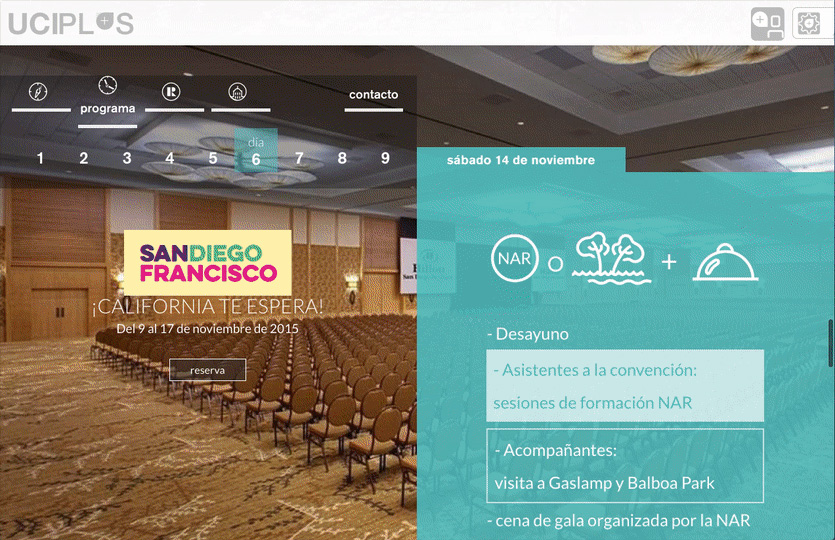 UCIPLUS
programa
contacto
día
1 2 3 4 5 6 7 8 9
sábado 14 de noviembre
SANDIEGO
FRANCISCO
¡CALIFORNIA TE ESPERA!
Del 9 al 17 de noviembre de 2015
reserva
NAR o +
- Desayuno
- Asistentes a la convención:
sesiones de formación NAR
- Acompañantes:
visita a Gaslamp y Balboa Park
- cena de gala organizada por la NAR
Hilton